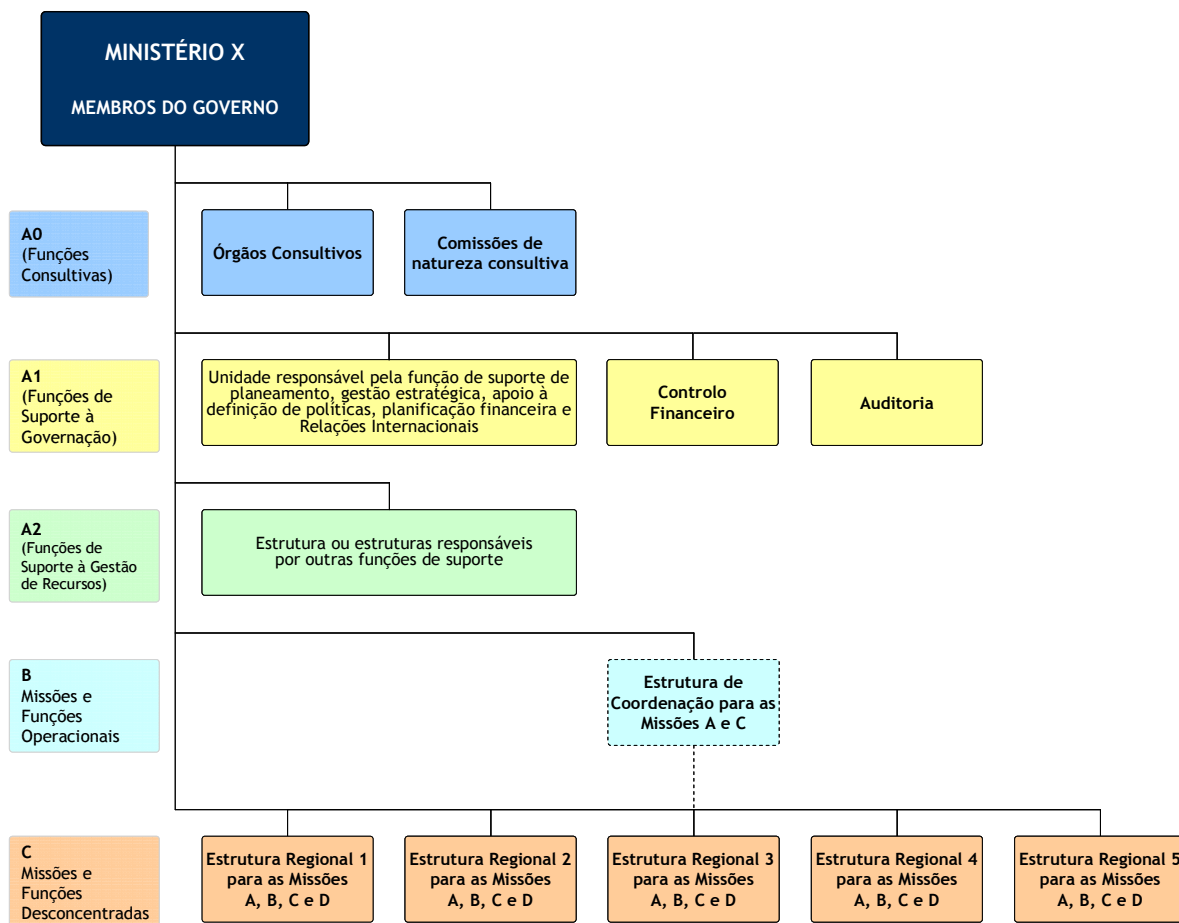 MINISTÉRIO X
MEMBROS DO GOVERNO
A0
(Funções
Consultivas)
Órgãos Consultivos
Comissões de
natureza consultiva
A1
(Funções de
Suporte à
Governação)
Unidade responsável pela função de suporte de
planeamento, gestão estratégica, apoio à
definição de políticas, planificação financeira e
Relações Internacionais
Controlo
Financeiro
Auditoria
A2
(Funções de
Suporte à Gestão
de Recursos)
Estrutura ou estruturas responsáveis
por outras funções de suporte
B
Missões e
Funções
Operacionais
Estrutura de
Coordenação para as
Missões A e C
C
Missões e
Funções
Desconcentradas
Estrutura Regional 1
para as Missões
A, B, C e D
Estrutura Regional 2
para as Missões
A, B, C e D
Estrutura Regional 3
para as Missões
A, B, C e D
Estrutura Regional 4
para as Missões
A, B, C e D
Estrutura Regional 5
para as Missões
A, B, C e D